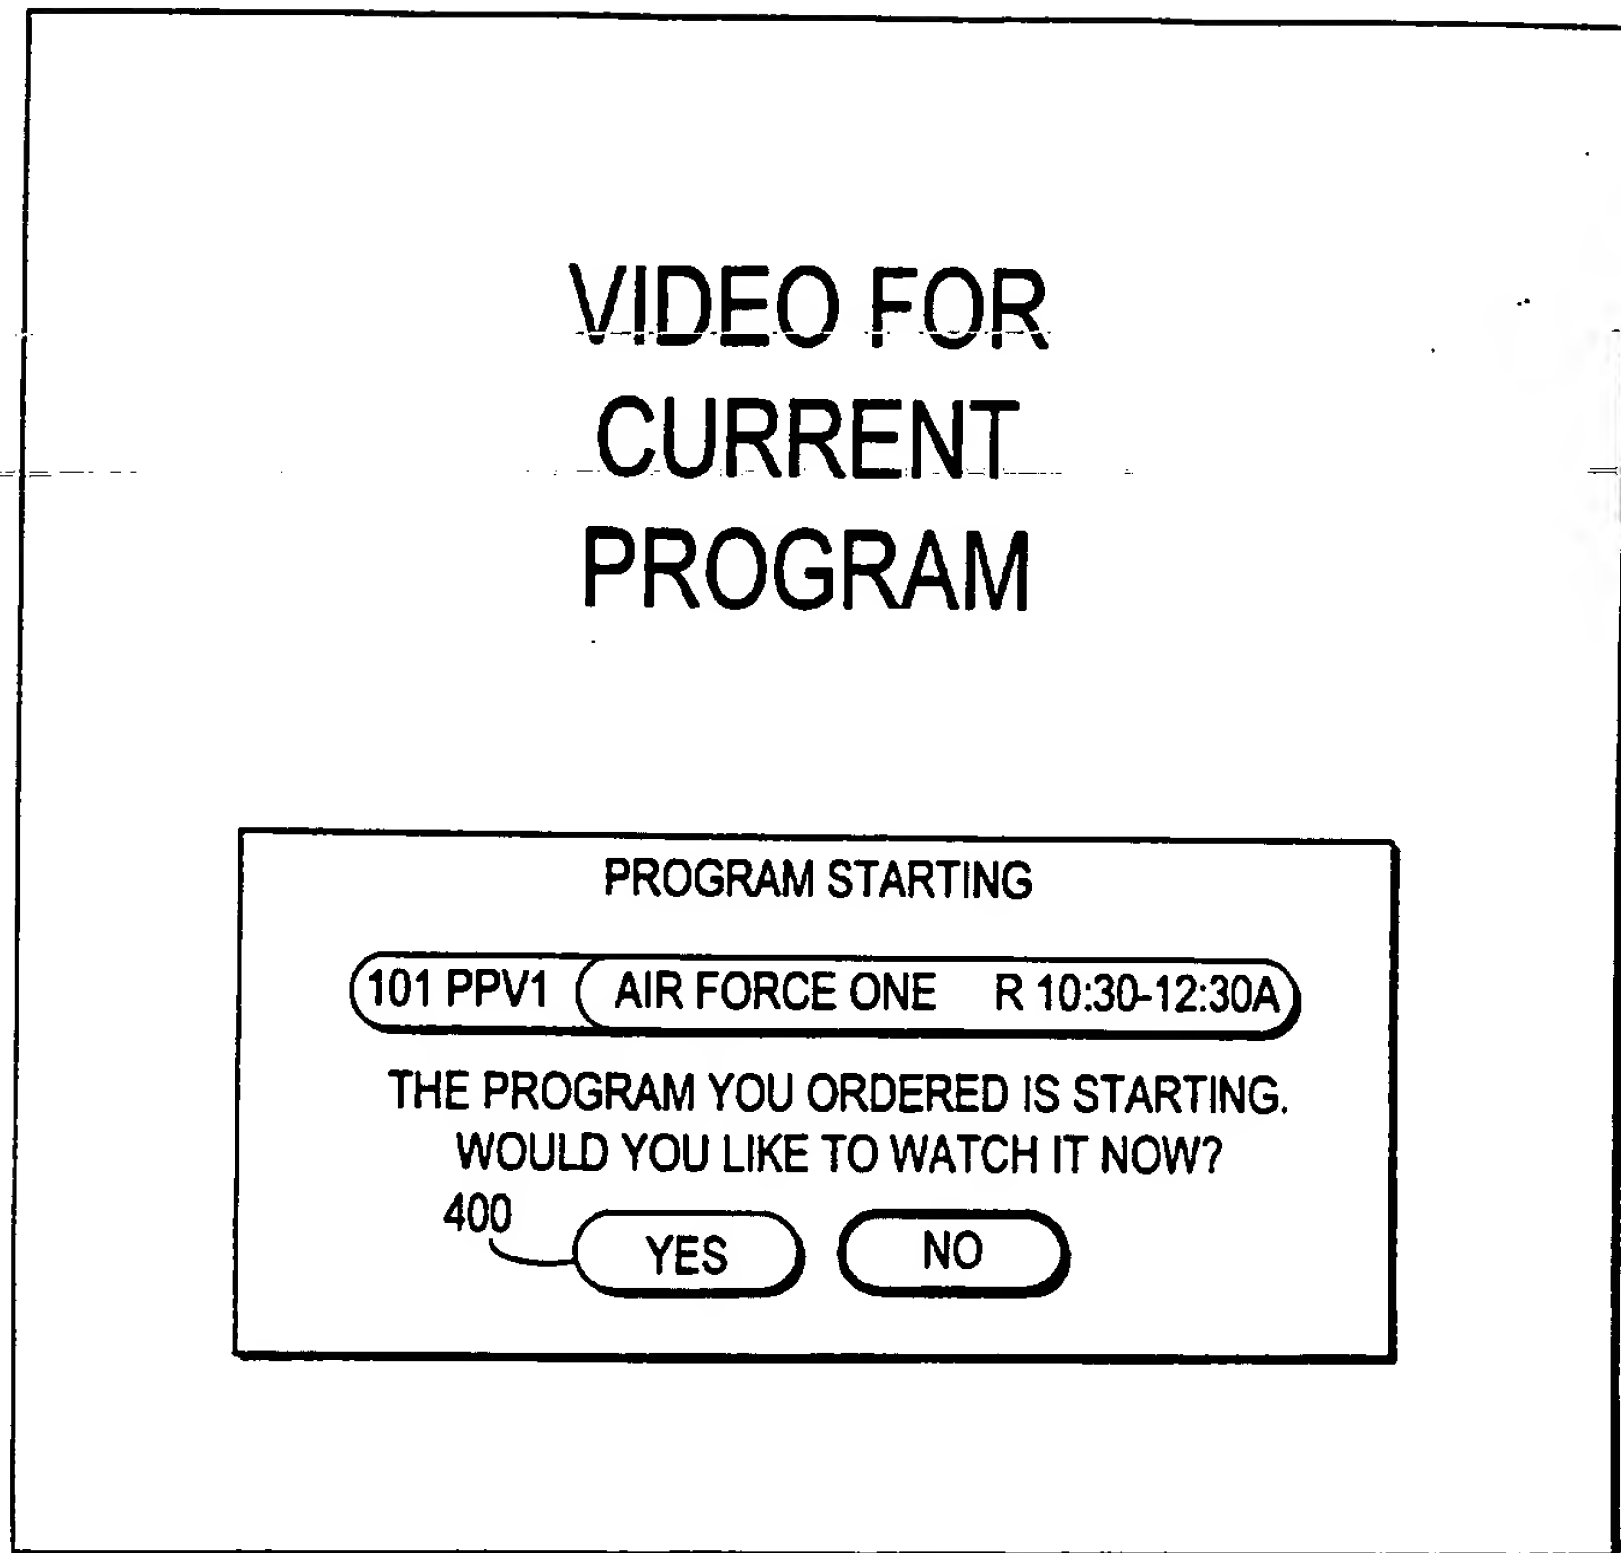 VIDEO FOR
CURRENT
PROGRAM
PROGRAM STARTING
101 PPV1 AIR FORCE ONE R 10:30-12:30A
THE PROGRAM YOU ORDERED IS STARTING.
WOULD YOU LIKE TO WATCH IT NOW?
400
YES NO